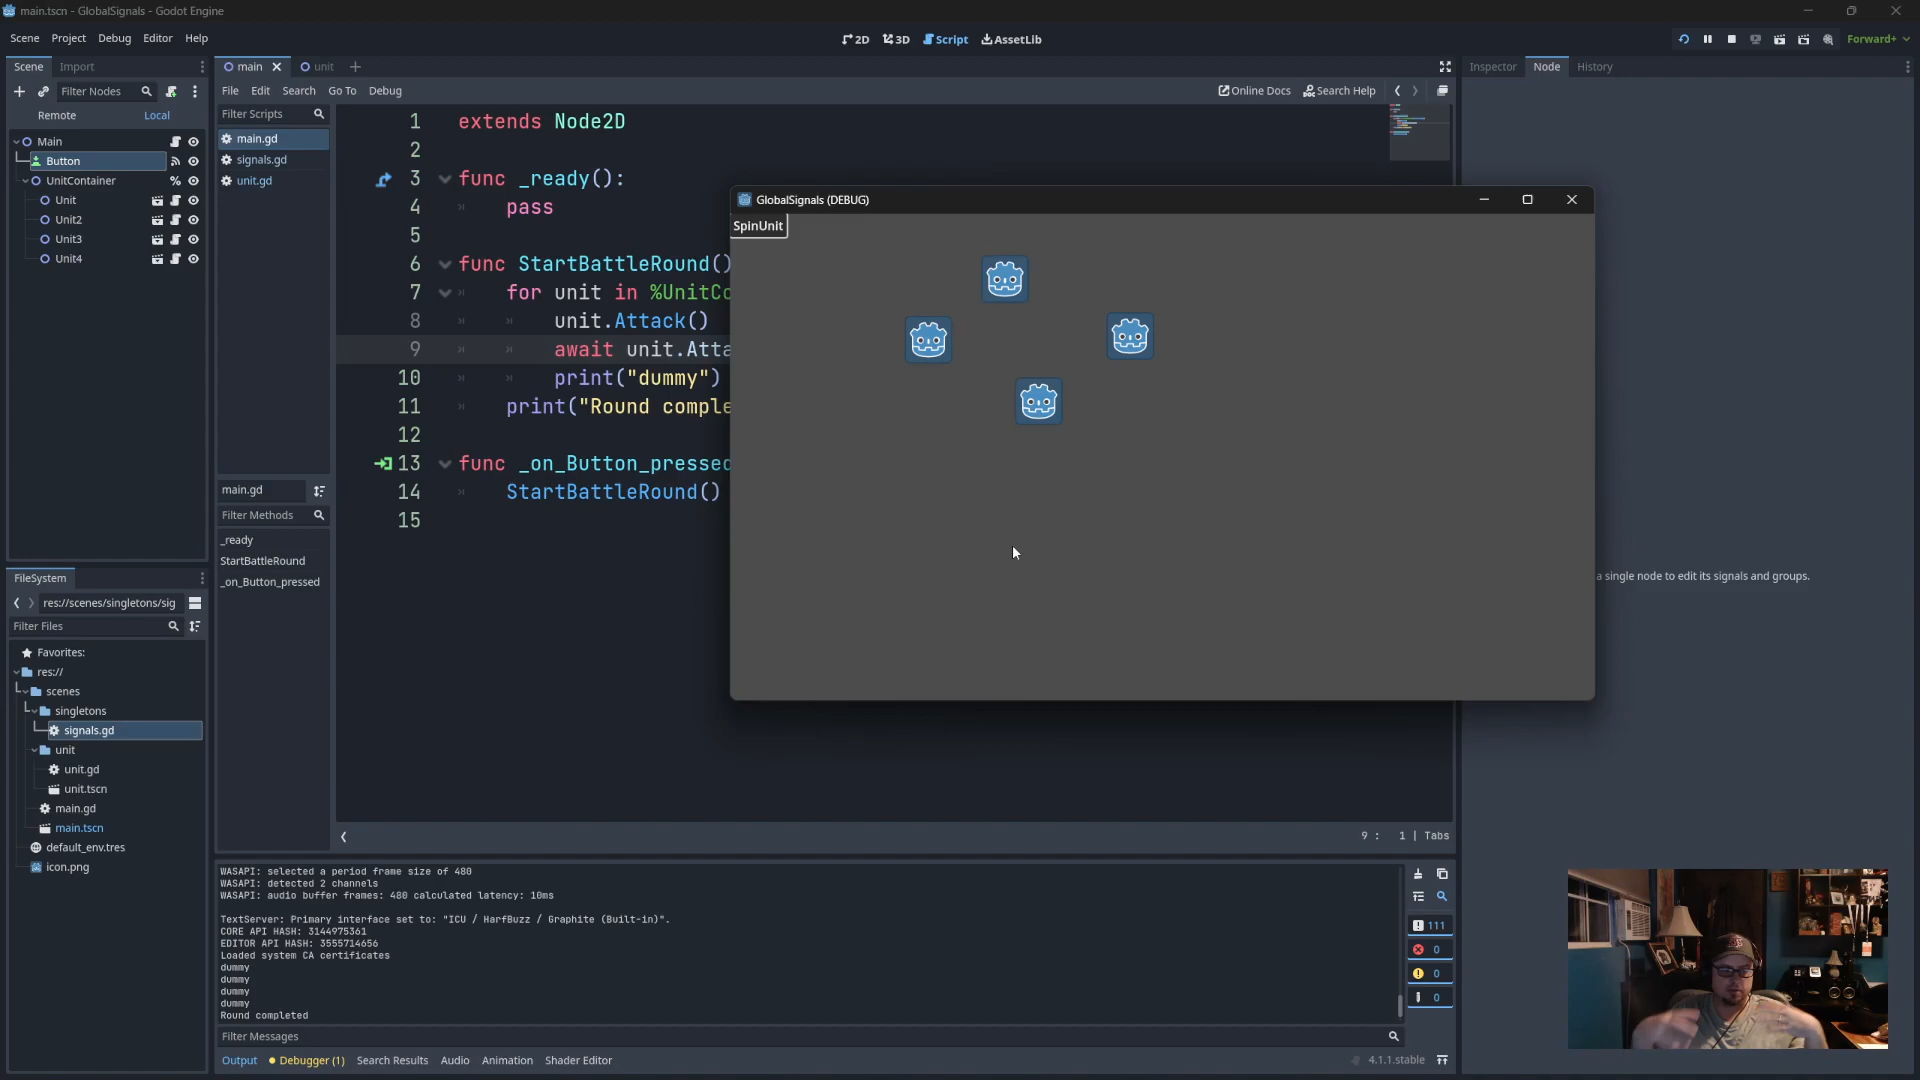 main.tscn - GlobalSignals - Godot Engine
Scene Project Debug Editor Help
2D 3D Script AssetLib
Forward+
Scene Import
main unit
Inspector Node History
Filter Nodes
File Edit Search Go To Debug
Online Docs Search Help
Remote Local
Filter Scripts
Main
Button
UnitContainer
Unit
Unit2
Unit3
Unit4
main.gd
signals.gd
unit.gd
1 extends Node2D
2
3 func _ready():
4 pass
5
6 func StartBattleRound()
7 for unit in %UnitCo
8 unit.Attack()
9 await unit.Atta
10 print("dummy")
11 print("Round comple
12
13 func _on_Button_pressed
14 StartBattleRound()
15
GlobalSignals (DEBUG)
SpinUnit
main.gd
Filter Methods
_ready
StartBattleRound
_on_Button_pressed
a single node to edit its signals and groups.
FileSystem
res://scenes/singletons/sig
Filter Files
Favorites:
res://
scenes
singletons
signals.gd
unit
unit.gd
unit.tscn
main.gd
main.tscn
default_env.tres
icon.png
9 : 1 | Tabs
WASAPI: selected a period frame size of 480
WASAPI: detected 2 channels
WASAPI: audio buffer frames: 480 calculated latency: 10ms
TextServer: Primary interface set to: "ICU / HarfBuzz / Graphite (Built-in)".
CORE API HASH: 3144975361
EDITOR API HASH: 3555714656
Loaded system CA certificates
dummy
dummy
dummy
dummy
Round completed
111
0
0
0
Filter Messages
Output Debugger (1) Search Results Audio Animation Shader Editor
4.1.1.stable